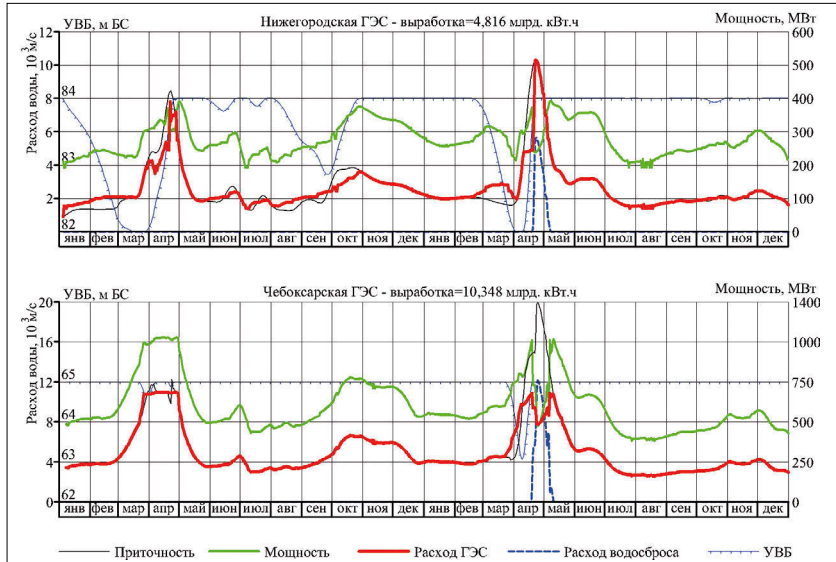 УВБ, м БС Нижегородская ГЭС - выработка=4,816 млрд. кВт.ч Мощность, МВт
Расход воды, 10³ м/с
12 600
10 500
84
8 400
6 300
83
4 200
2 100
82
0
янв фев мар апр май июн июл авг сен окт ноя дек янв фев мар апр май июн июл авг сен окт ноя дек
УВБ, м БС Чебоксарская ГЭС - выработка=10,348 млрд. кВт.ч Мощность, МВт
Расход воды, 10³ м/с
20 1400
16 1000
65
12 750
64
8 500
63
4 250
62
0 0
янв фев мар апр май июн июл авг сен окт ноя дек янв фев мар апр май июн июл авг сен окт ноя дек
Приточность Мощность Расход ГЭС Расход водосброса УВБ